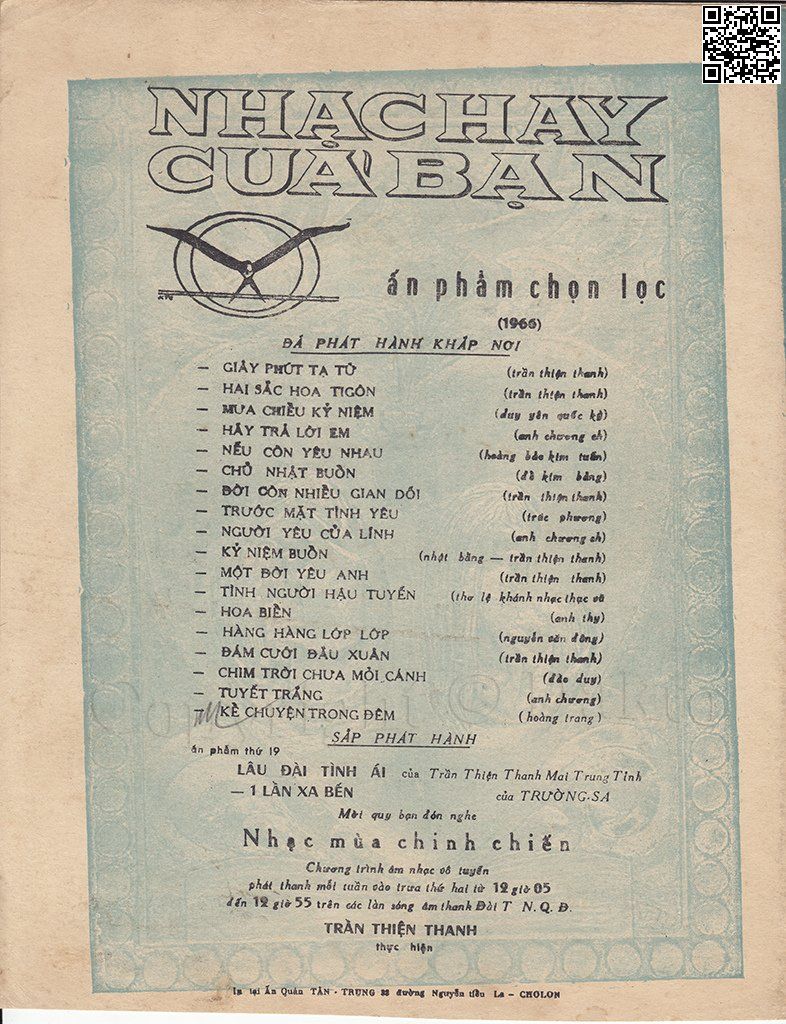 NHẠC HAY
CUẢ BẠN
ấn phẩm chọn lọc
(1966)
ĐÃ PHÁT HÀNH KHẮP NƠI
— GIÂY PHÚT TẠ TỪ (trần thiện thanh)
— HAI SẮC HOA TIGÔN (trần thiện thanh)
— MƯA CHIỀU KỶ NIỆM (duy yên quốc kỳ)
— HÃY TRẢ LỜI EM (anh chương ch)
— NẾU CÒN YÊU NHAU (hoàng bảo kim tuấn)
— CHỦ NHẬT BUỒN (đỗ kim bảng)
— ĐỜI CÒN NHIỀU GIAN DỐI (trần thiện thanh)
— TRƯỚC MẶT TÌNH YÊU (trúc phương)
— NGƯỜI YÊU CỦA LÍNH (anh chương ch)
— KỶ NIỆM BUỒN (nhật bằng — trần thiện thanh)
— MỘT ĐỜI YÊU ANH (trần thiện thanh)
— TÌNH NGƯỜI HẬU TUYẾN (thơ lệ khánh nhạc thục vũ
— HOA BIỂN (anh thy)
— HÀNG HÀNG LỚP LỚP (nguyễn văn đông)
— ĐÁM CƯỚI ĐẦU XUÂN (trần thiện thanh)
— CHIM TRỜI CHƯA MỎI CÁNH (đào duy)
— TUYẾT TRẮNG (anh chương)
— KỂ CHUYỆN TRONG ĐÊM (hoàng trang)
SẮP PHÁT HÀNH
ấn phẩm thứ 19
LÂU ĐÀI TÌNH ÁI của Trần Thiện Thanh Mai Trung Tỉnh
— 1 LẦN XA BẾN của TRƯỜNG-SA
Mời quý bạn đón nghe
Nhạc mùa chinh chiến
Chương trình âm nhạc vô tuyến
phát thanh mỗi tuần vào trưa thứ hai từ 12 giờ 05
đến 12 giờ 55 trên các làn sóng âm thanh Đài T N.Q.Đ.
TRẦN THIỆN THANH
thực hiện
In tại Ấn Quán TÂN - TRUNG đường Nguyễn tiểu La - CHOLON